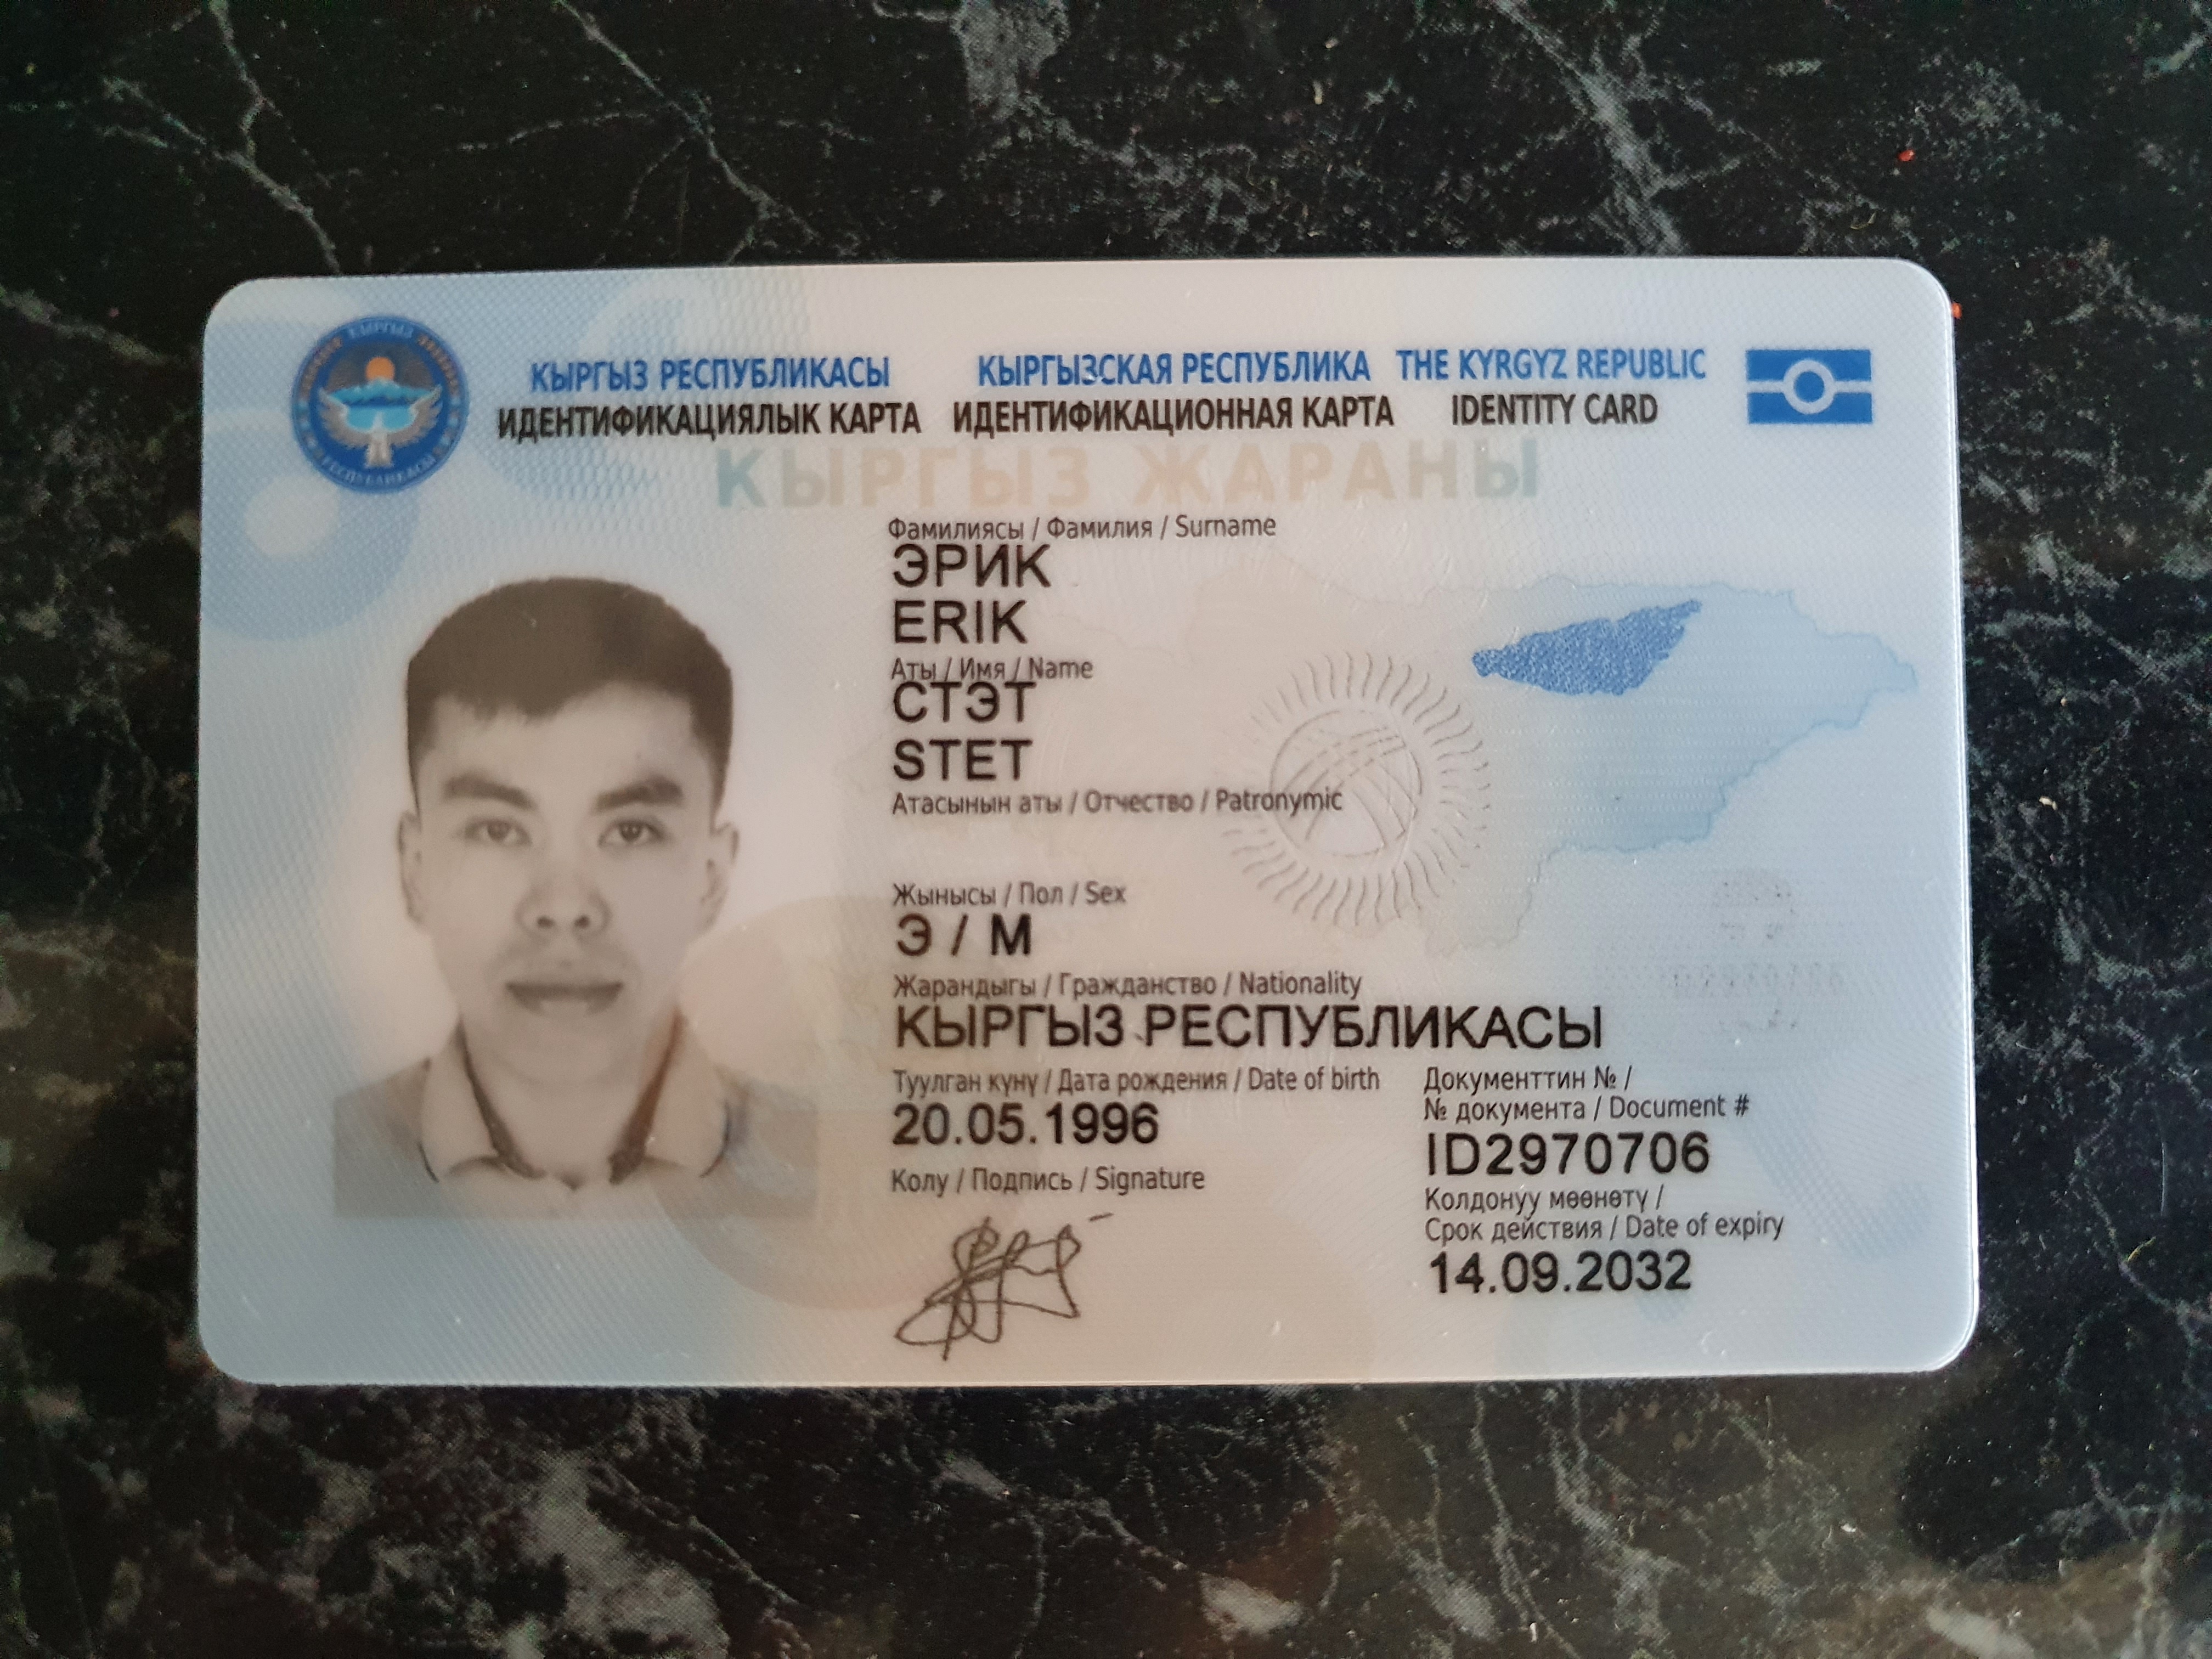 КЫРГЫЗ РЕСПУБЛИКАСЫ КЫРГЫЗСКАЯ РЕСПУБЛИКА THE KYRGYZ REPUBLIC
ИДЕНТИФИКАЦИЯЛЫК КАРТА ИДЕНТИФИКАЦИОННАЯ КАРТА IDENTITY CARD
КЫРГЫЗ РЕСПУБЛИКАСЫ
КЫРГЫЗ ЖАРАНЫ
Фамилиясы / Фамилия / Surname
ЭРИК
ERIK
Аты / Имя / Name
СТЭТ
STET
Атасынын аты / Отчество / Patronymic
Жынысы / Пол / Sex
Э / М
Жарандыгы / Гражданство / Nationality
КЫРГЫЗ РЕСПУБЛИКАСЫ
Туулган күнү / Дата рождения / Date of birth
20.05.1996
Документтин № /
№ документа / Document #
ID2970706
Колу / Подпись / Signature
Колдонуу мөөнөтү /
Срок действия / Date of expiry
14.09.2032